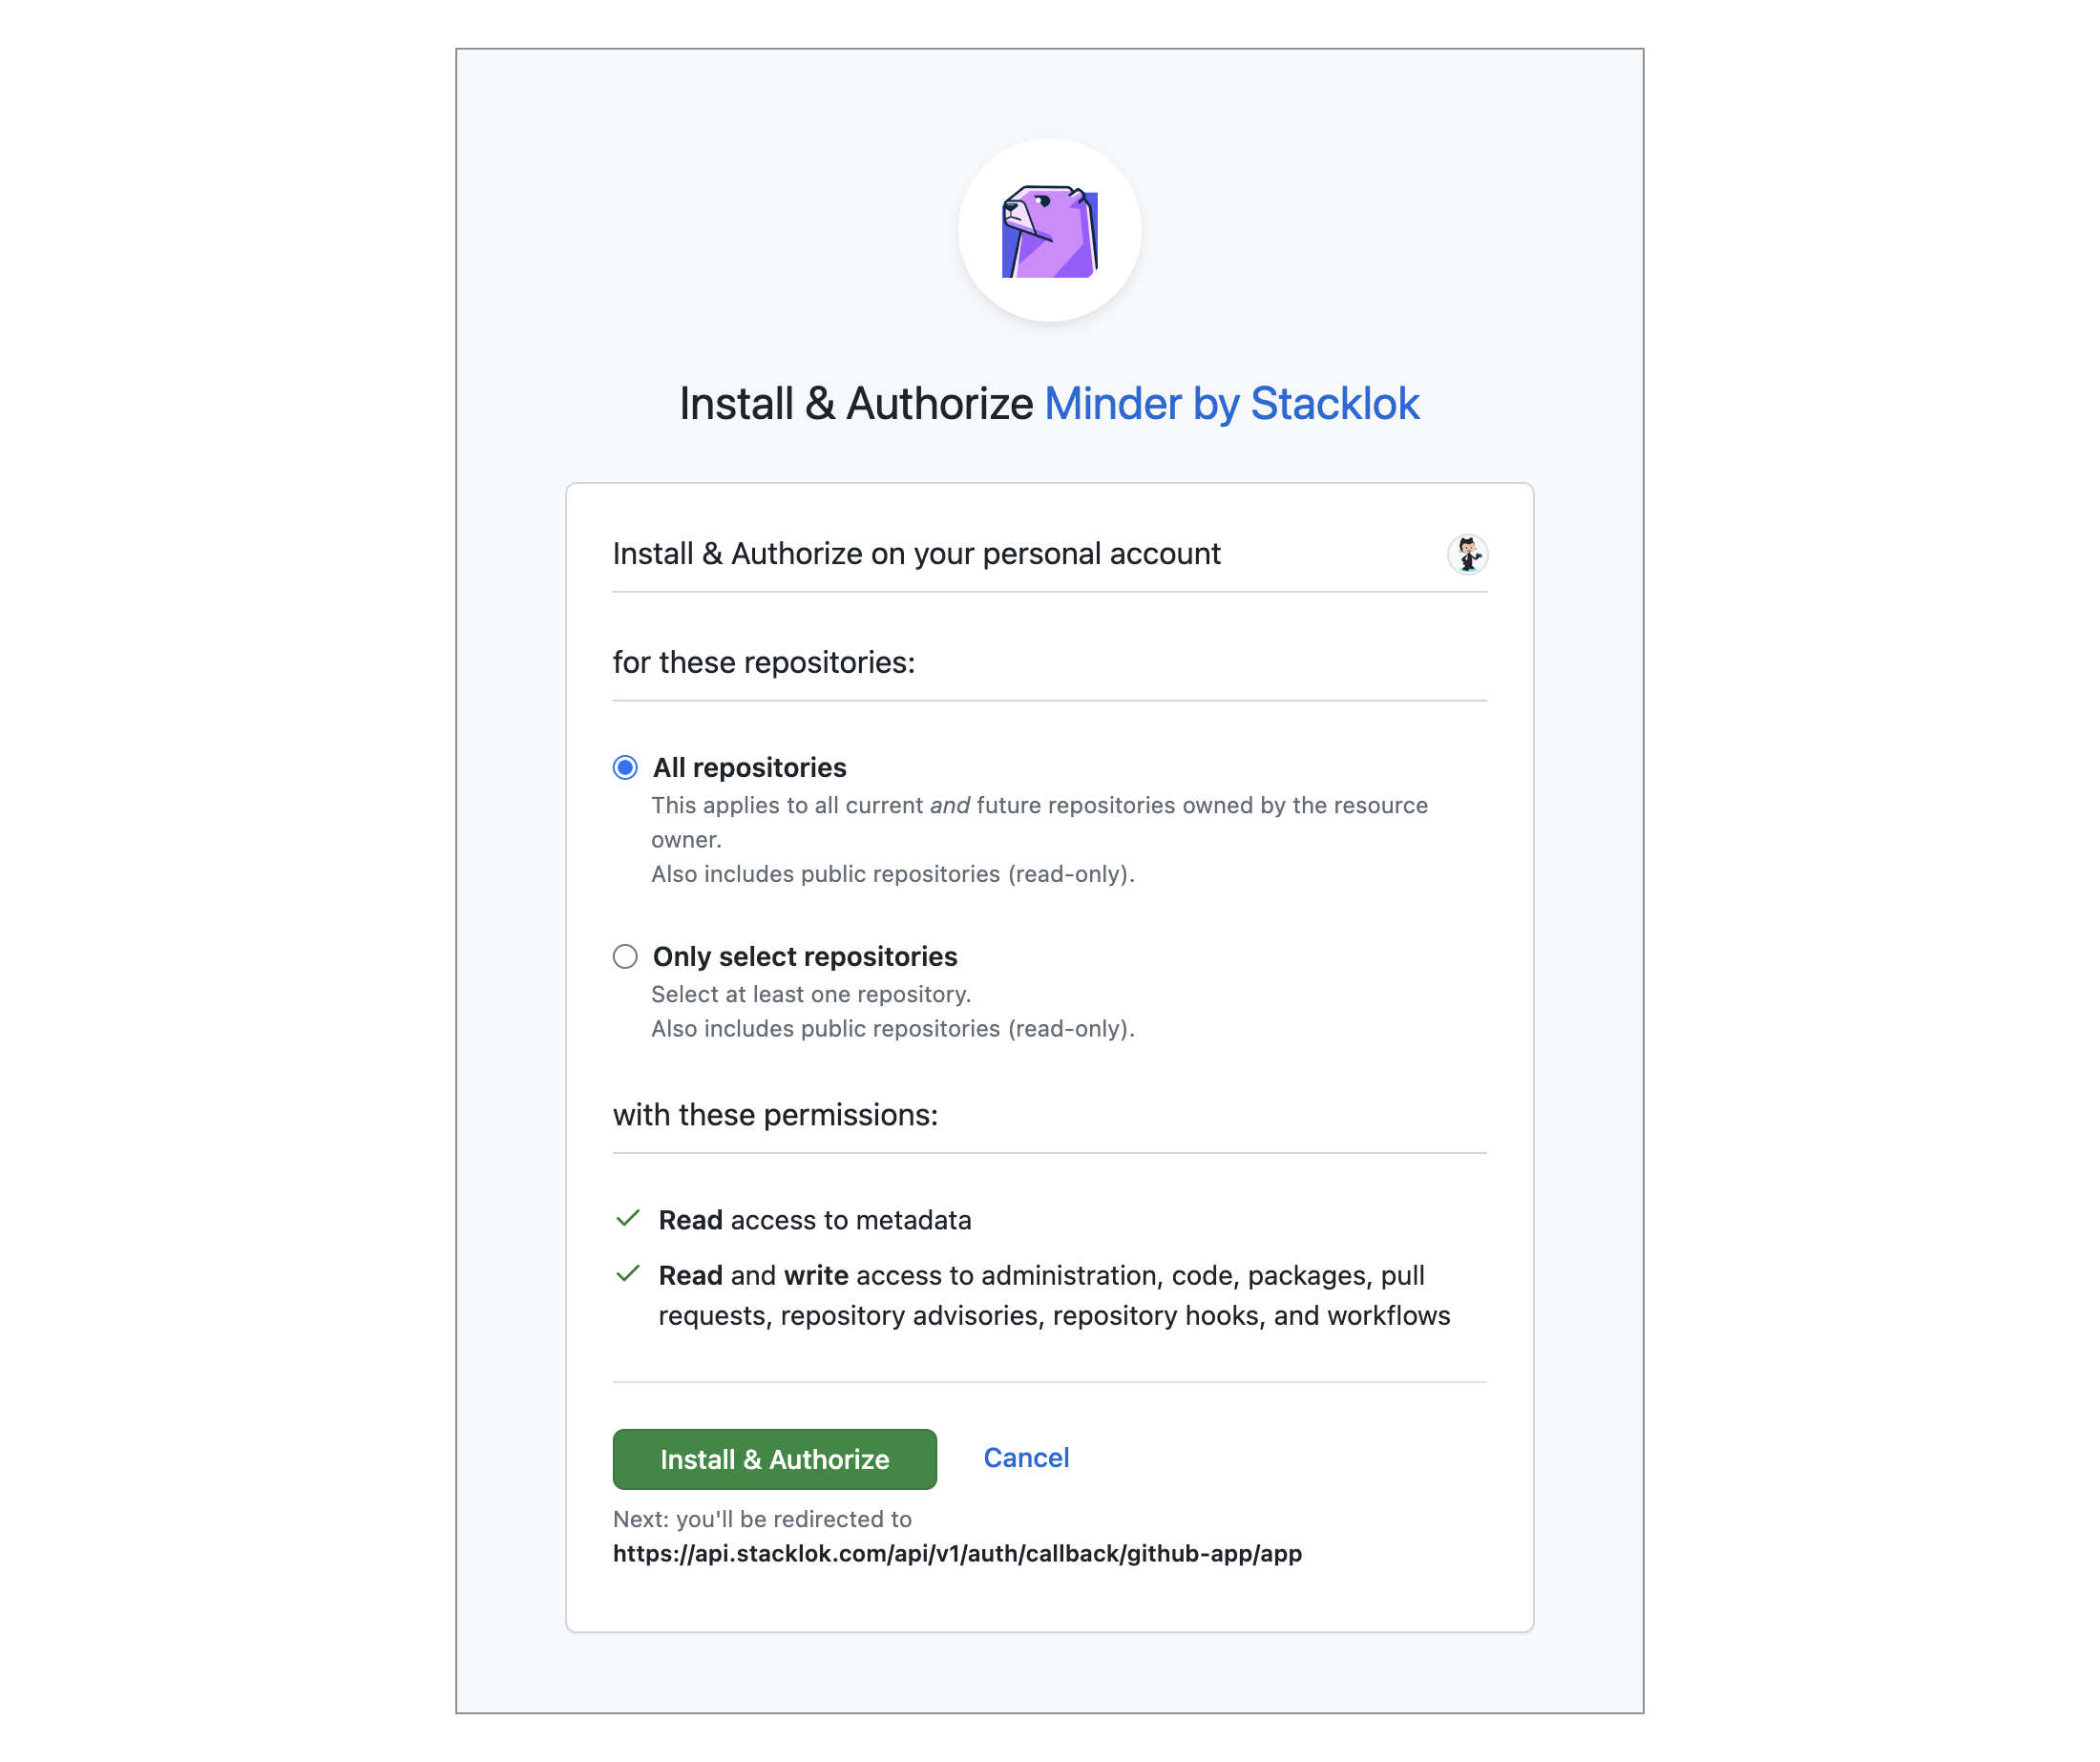 Install & Authorize Minder by Stacklok
Install & Authorize on your personal account
for these repositories:
All repositories
This applies to all current and future repositories owned by the resource
owner.
Also includes public repositories (read-only).
Only select repositories
Select at least one repository.
Also includes public repositories (read-only).
with these permissions:
Read access to metadata
Read and write access to administration, code, packages, pull
requests, repository advisories, repository hooks, and workflows
Install & Authorize
Cancel
Next: you'll be redirected to
https://api.stacklok.com/api/v1/auth/callback/github-app/app